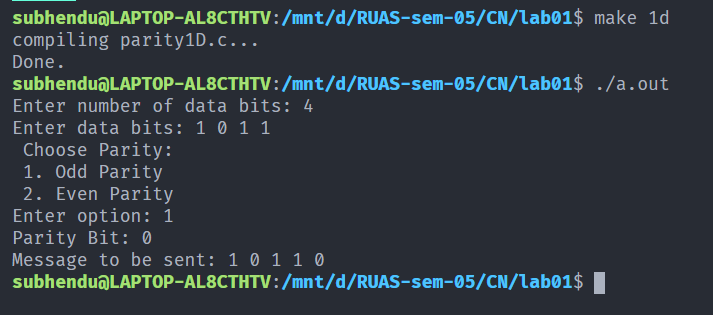 subhendu@LAPTOP-AL8CTHTV:/mnt/d/RUAS-sem-05/CN/lab01$ make 1d
compiling parity1D.c...
Done.
subhendu@LAPTOP-AL8CTHTV:/mnt/d/RUAS-sem-05/CN/lab01$ ./a.out
Enter number of data bits: 4
Enter data bits: 1 0 1 1
 Choose Parity:
 1. Odd Parity
 2. Even Parity
Enter option: 1
Parity Bit: 0
Message to be sent: 1 0 1 1 0
subhendu@LAPTOP-AL8CTHTV:/mnt/d/RUAS-sem-05/CN/lab01$